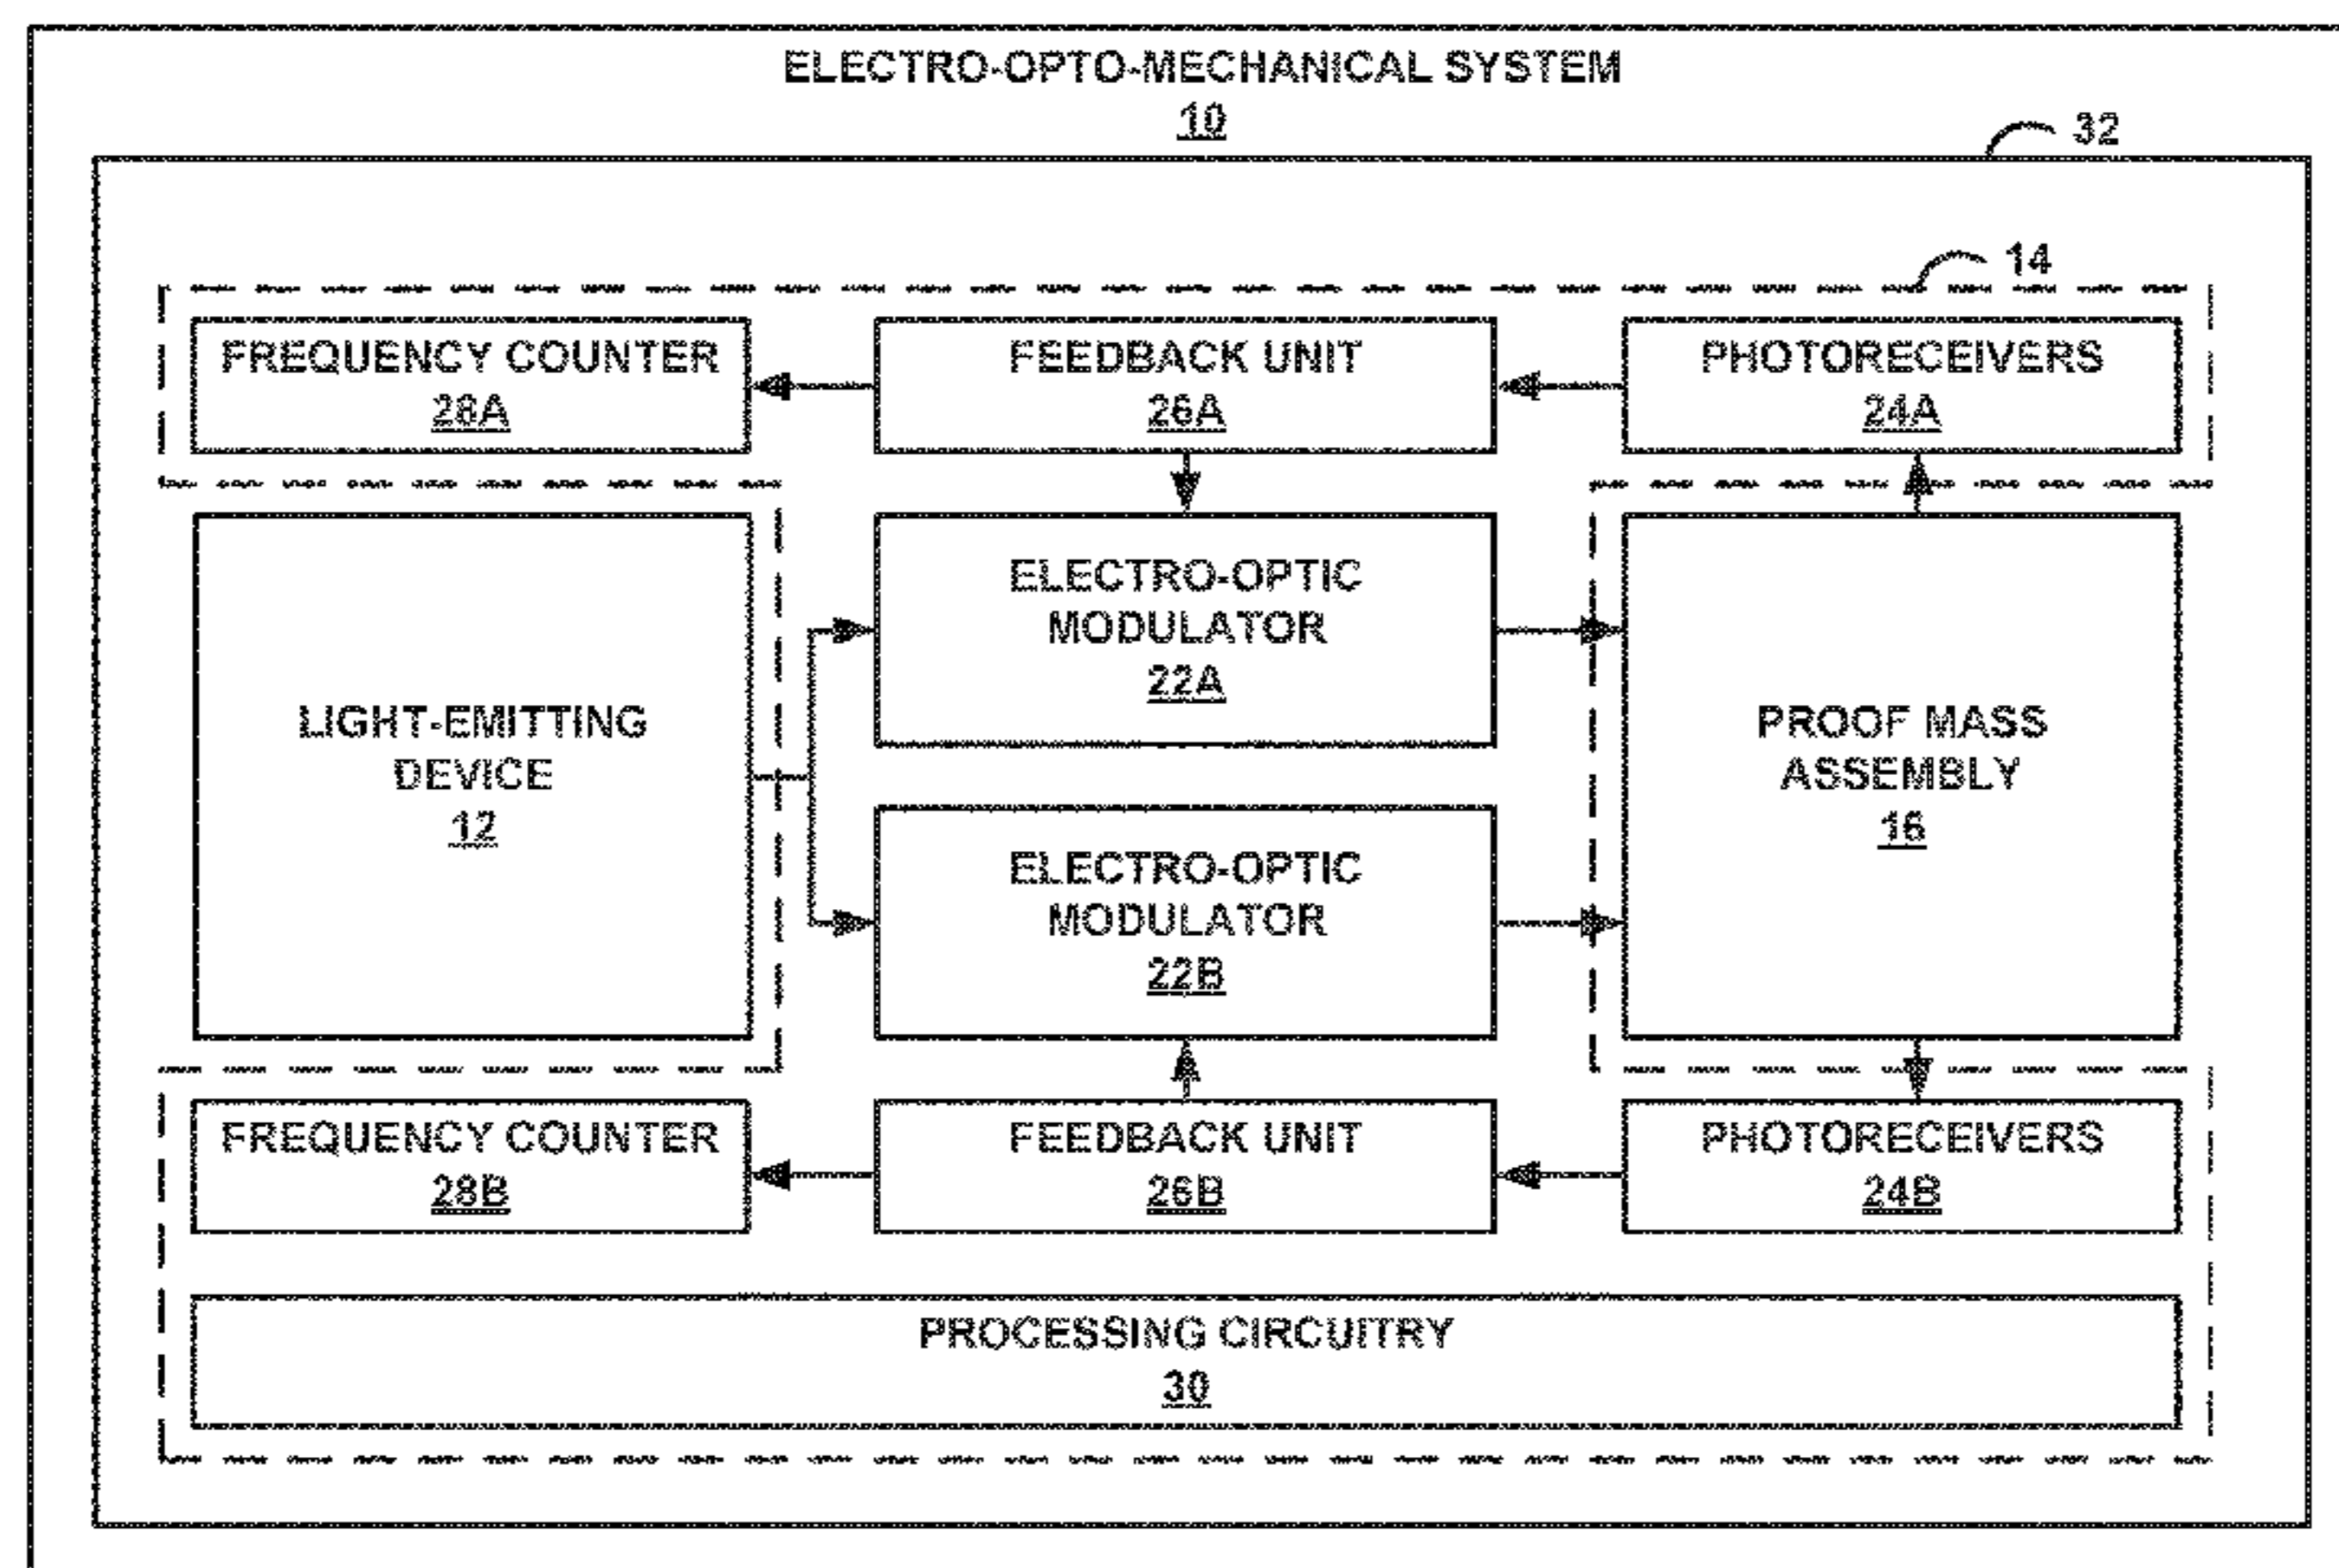 ELECTRO-OPTO-MECHANICAL SYSTEM
10
32
14
FREQUENCY COUNTER
28A
FEEDBACK UNIT
26A
PHOTORECEIVERS
24A
LIGHT-EMITTING
DEVICE
12
ELECTRO-OPTIC
MODULATOR
22A
ELECTRO-OPTIC
MODULATOR
22B
PROOF MASS
ASSEMBLY
16
FREQUENCY COUNTER
28B
FEEDBACK UNIT
26B
PHOTORECEIVERS
24B
PROCESSING CIRCUITRY
30